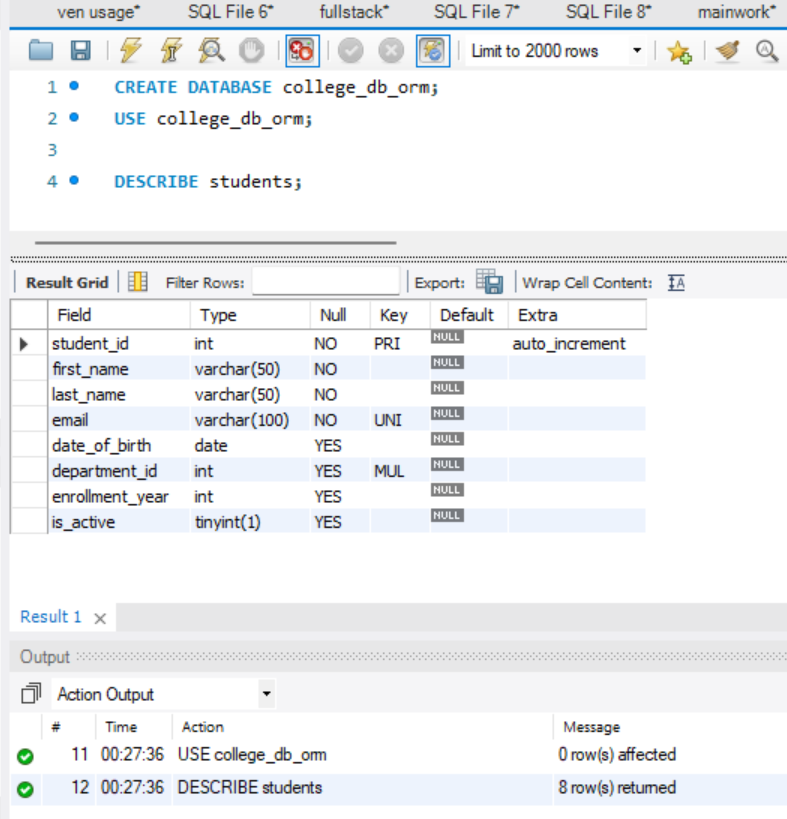 ven usage* SQL File 6* fullstack* SQL File 7* SQL File 8* mainwork*
Limit to 2000 rows
1 CREATE DATABASE college_db_orm;
2 USE college_db_orm;
3
4 DESCRIBE students;
Result Grid Filter Rows: Export: Wrap Cell Content: IA
Field Type Null Key Default Extra
student_id int NO PRI NULL auto_increment
first_name varchar(50) NO NULL
last_name varchar(50) NO NULL
email varchar(100) NO UNI NULL
date_of_birth date YES NULL
department_id int YES MUL NULL
enrollment_year int YES NULL
is_active tinyint(1) YES NULL
Result 1
Output
Action Output
# Time Action Message
11 00:27:36 USE college_db_orm 0 row(s) affected
12 00:27:36 DESCRIBE students 8 row(s) returned